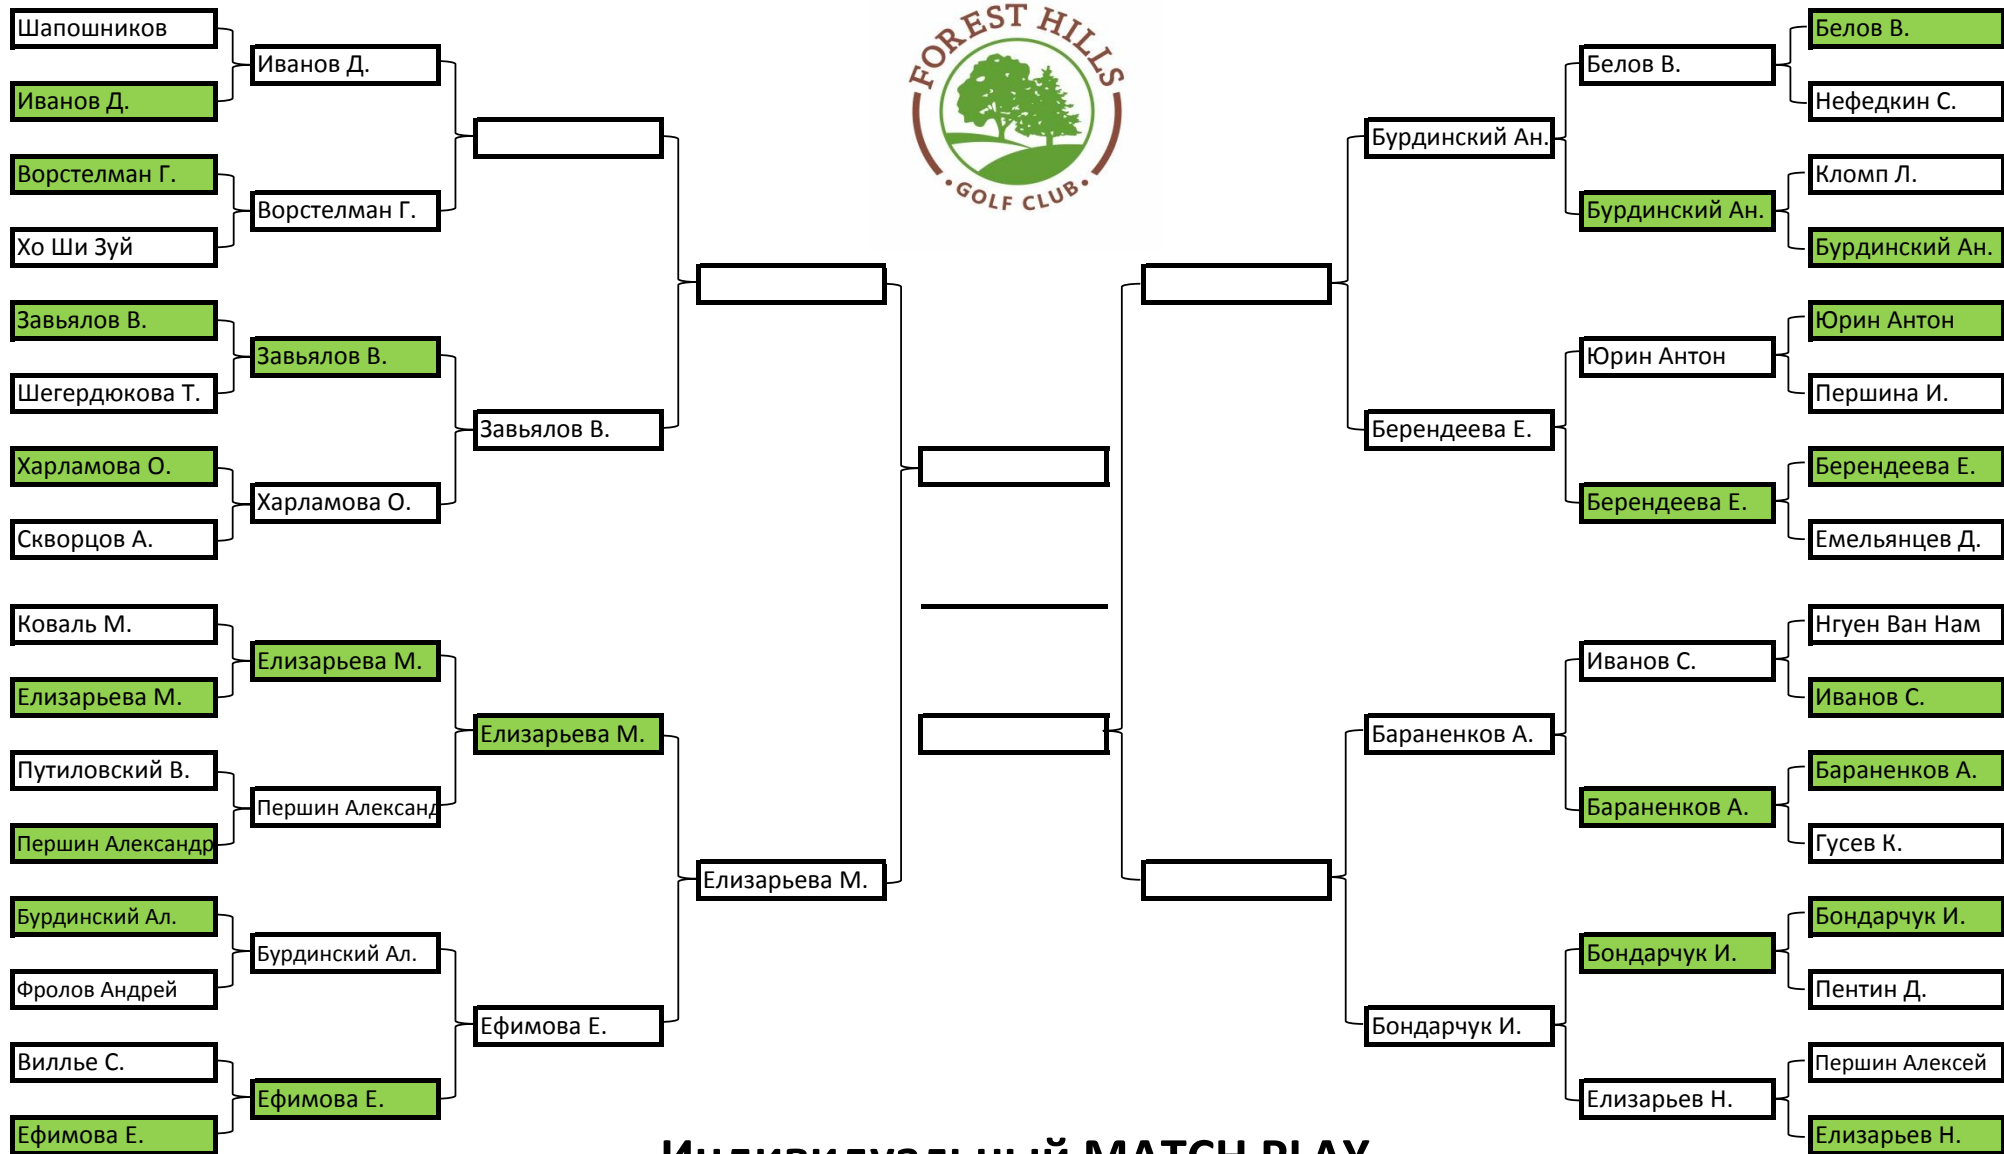 Шапошников
Иванов Д.
Ворстелман Г.
Хо Ши Зуй
Завьялов В.
Шегердюкова Т.
Харламова О.
Скворцов А.
Коваль М.
Елизарьева М.
Путиловский В.
Першин Александр
Бурдинский Ал.
Фролов Андрей
Виллье С.
Ефимова Е.
Иванов Д.
Ворстелман Г.
Завьялов В.
Харламова О.
Елизарьева М.
Першин Александ
Бурдинский Ал.
Ефимова Е.
Завьялов В.
Елизарьева М.
Ефимова Е.
Елизарьева М.
FOREST HILLS
GOLF CLUB
Бурдинский Ан.
Берендеева Е.
Бараненков А.
Бондарчук И.
Белов В.
Бурдинский Ан.
Юрин Антон
Берендеева Е.
Иванов С.
Бараненков А.
Бондарчук И.
Елизарьев Н.
Белов В.
Нефедкин С.
Кломп Л.
Бурдинский Ан.
Юрин Антон
Першина И.
Берендеева Е.
Емельянцев Д.
Нгуен Ван Нам
Иванов С.
Бараненков А.
Гусев К.
Бондарчук И.
Пентин Д.
Першин Алексей
Елизарьев Н.
Индивидуальный MATCH PLAY